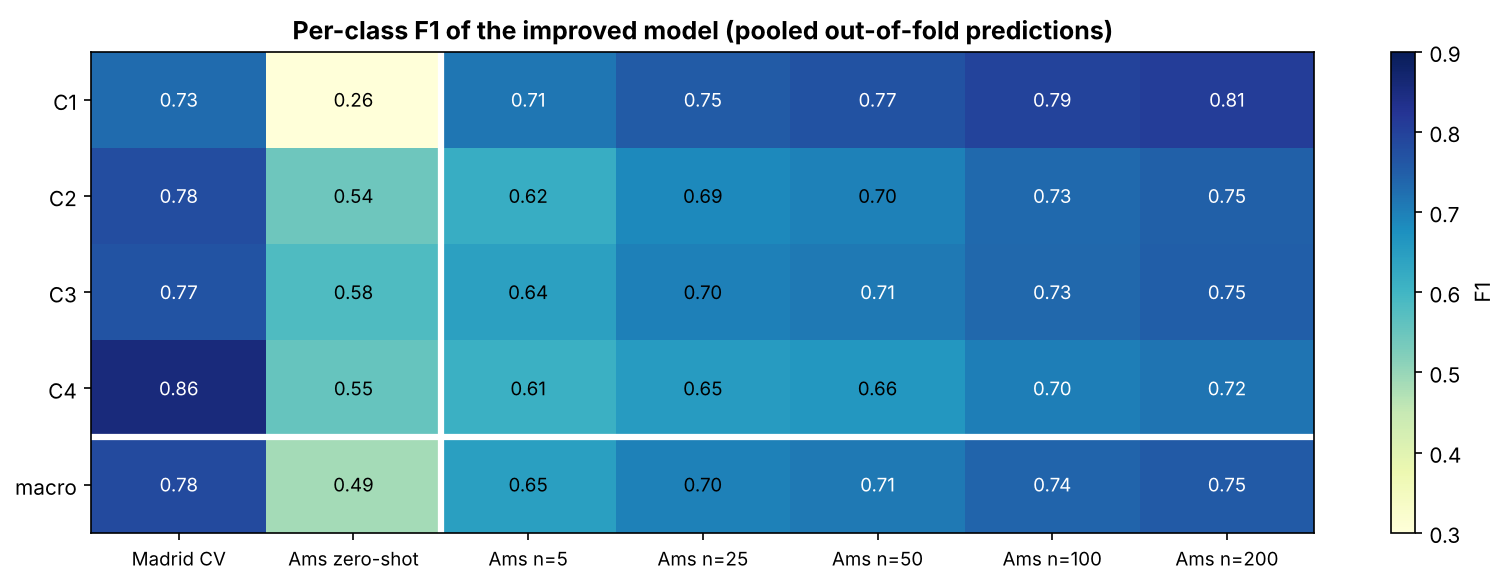 Per-class F1 of the improved model (pooled out-of-fold predictions)
C1 0.73 0.26 0.71 0.75 0.77 0.79 0.81
C2 0.78 0.54 0.62 0.69 0.70 0.73 0.75
C3 0.77 0.58 0.64 0.70 0.71 0.73 0.75
C4 0.86 0.55 0.61 0.65 0.66 0.70 0.72
macro 0.78 0.49 0.65 0.70 0.71 0.74 0.75
Madrid CV Ams zero-shot Ams n=5 Ams n=25 Ams n=50 Ams n=100 Ams n=200
0.9
0.8
0.7
0.6
0.5
0.4
0.3
F1